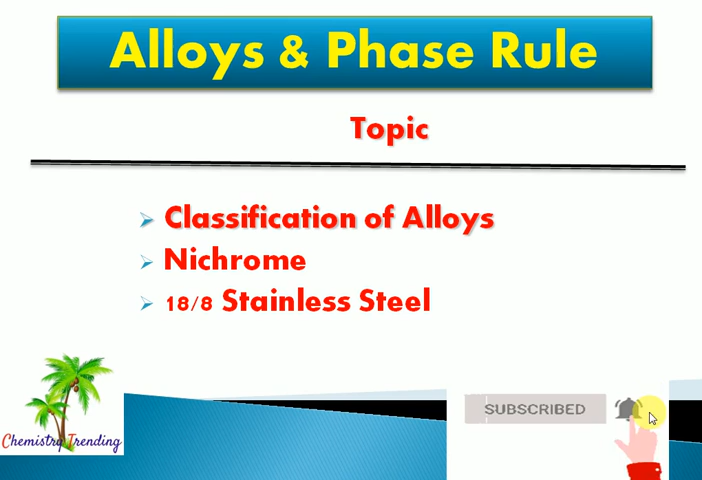 Alloys & Phase Rule
Topic
Classification of Alloys
Nichrome
18/8 Stainless Steel
Chemistry Trending
SUBSCRIBED